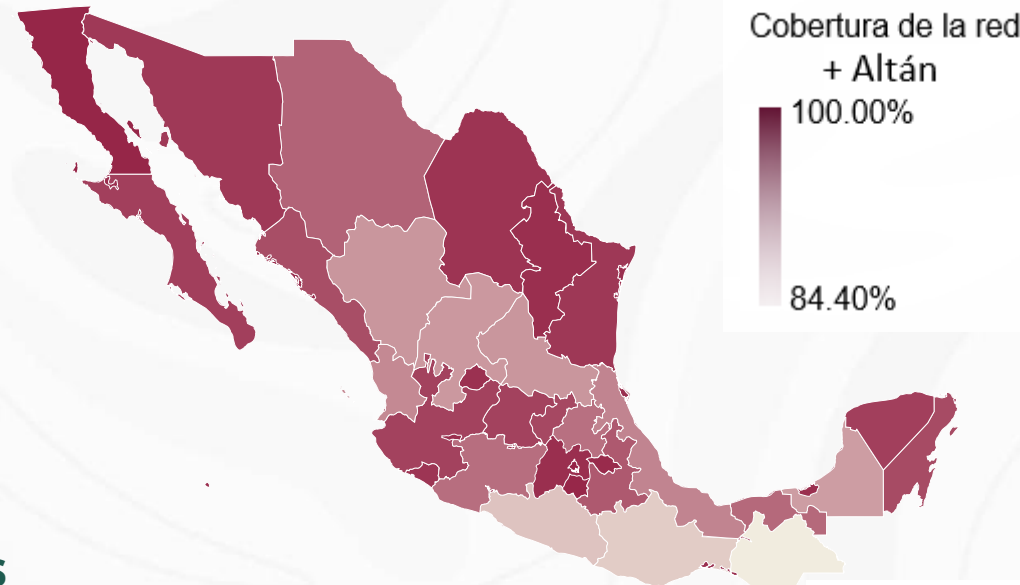 Cobertura de la red
+ Altán
100.00%
84.40%
s